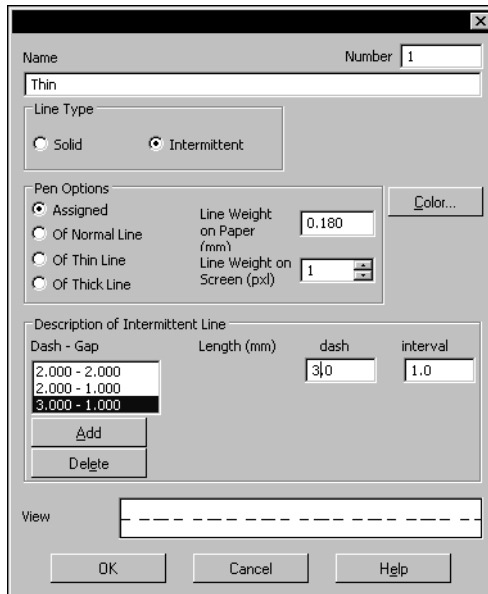 Name
Number 1
Thin
Line Type
Solid Intermittent
Pen Options
Assigned
Of Normal Line
Of Thin Line
Of Thick Line
Line Weight
on Paper
(mm)
0.180
Line Weight on
Screen (pxl)
1
Color...
Description of Intermittent Line
Dash - Gap Length (mm) dash interval
2.000 - 2.000
2.000 - 1.000
3.000 - 1.000
3.0 1.0
Add
Delete
View
OK Cancel Help